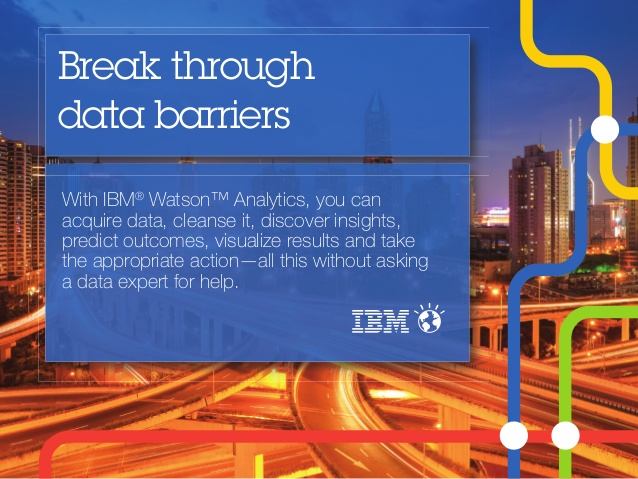 Break through
data barriers
With IBM® Watson™ Analytics, you can
acquire data, cleanse it, discover insights,
predict outcomes, visualize results and take
the appropriate action—all this without asking
a data expert for help.
IBM